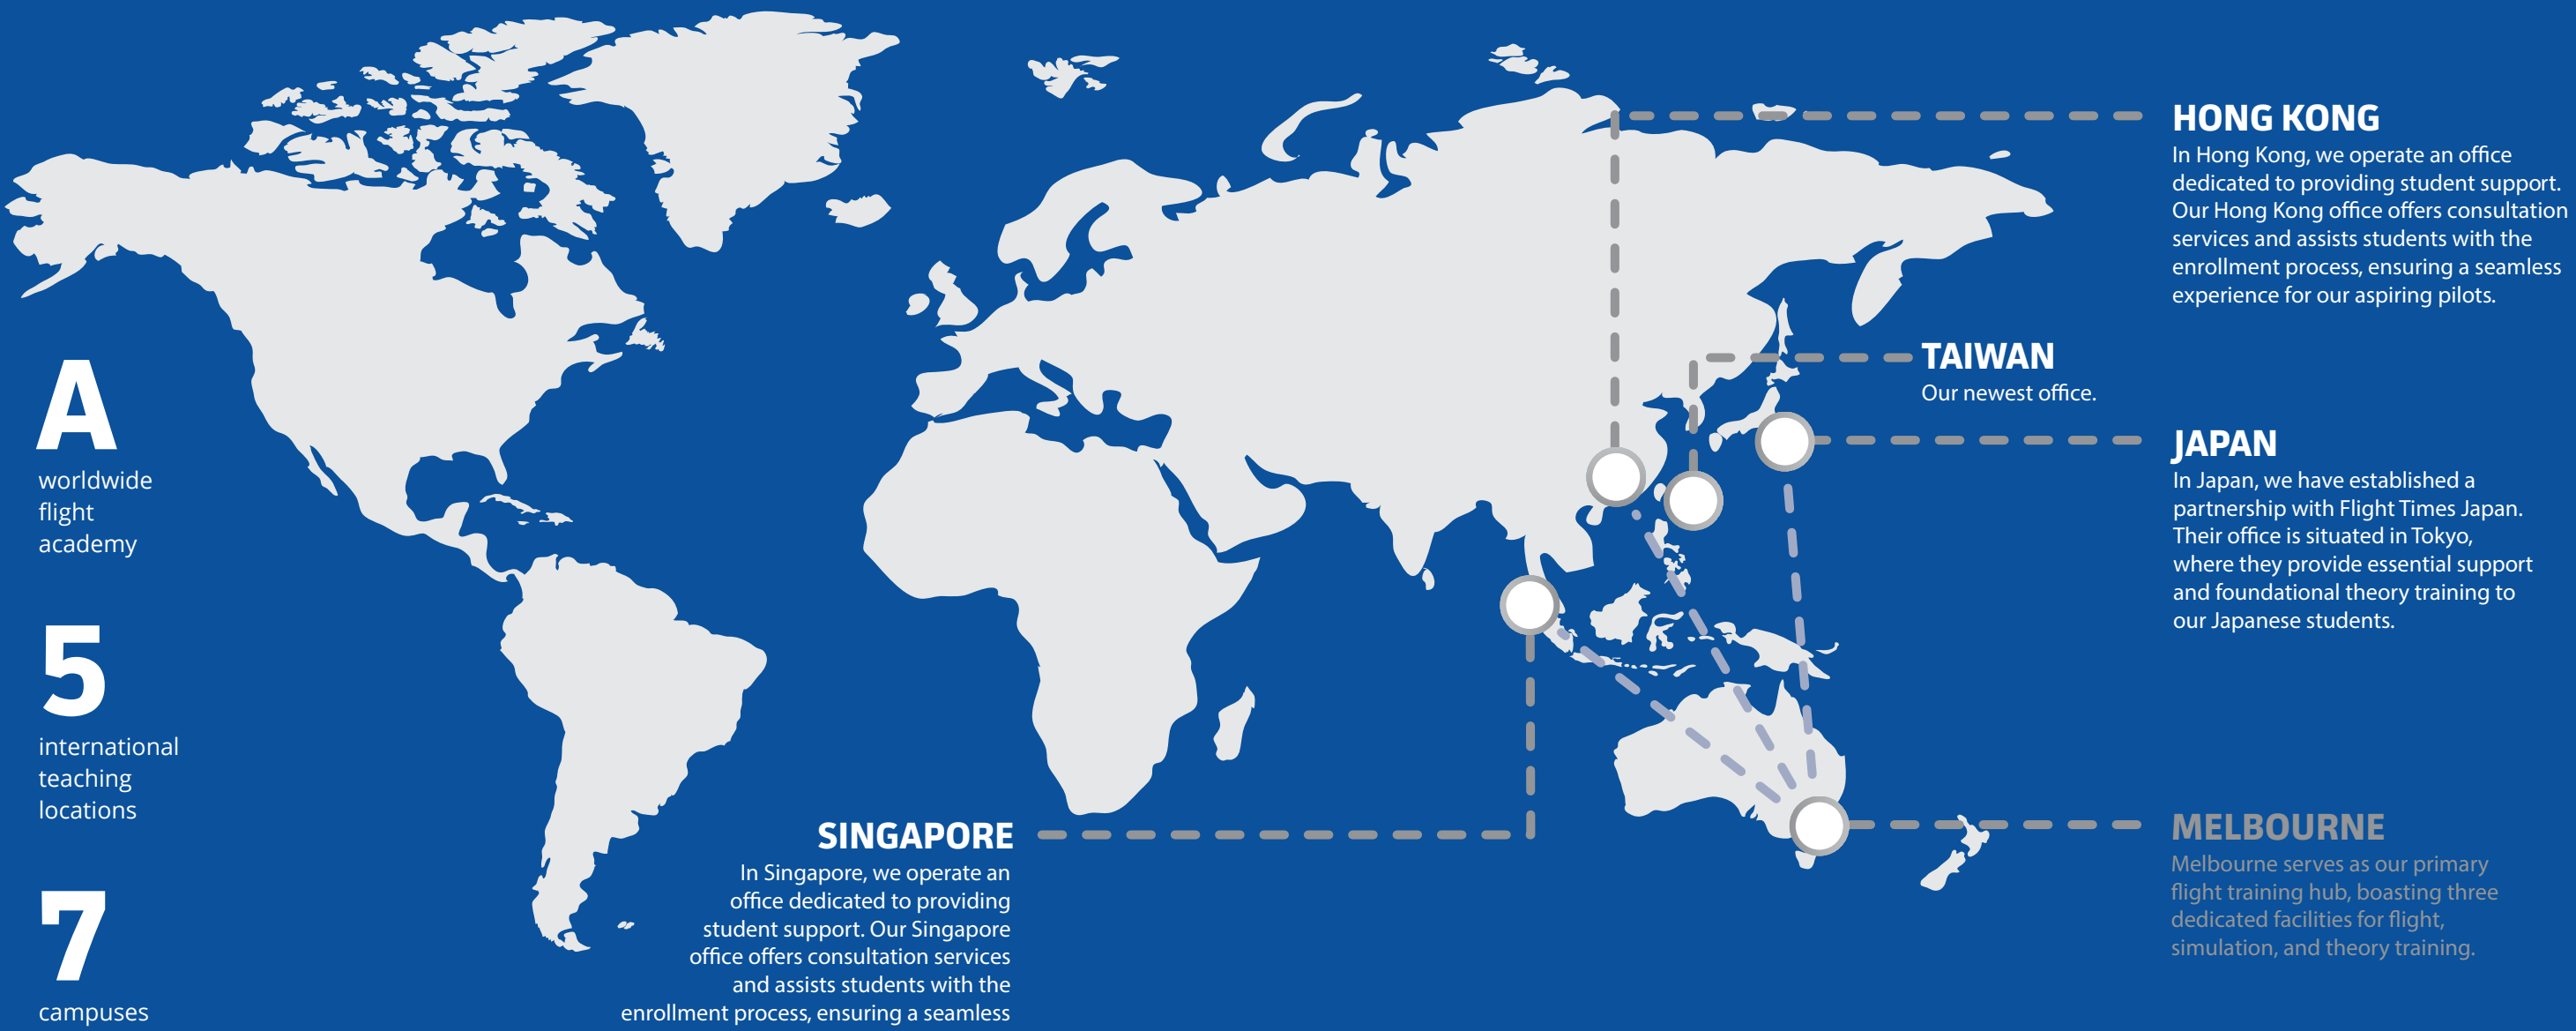 A
worldwide
flight
academy
5
international
teaching
locations
7
campuses
HONG KONG
In Hong Kong, we operate an office
dedicated to providing student support.
Our Hong Kong office offers consultation
services and assists students with the
enrollment process, ensuring a seamless
experience for our aspiring pilots.
TAIWAN
Our newest office.
JAPAN
In Japan, we have established a
partnership with Flight Times Japan.
Their office is situated in Tokyo,
where they provide essential support
and foundational theory training to
our Japanese students.
SINGAPORE
In Singapore, we operate an
office dedicated to providing
student support. Our Singapore
office offers consultation services
and assists students with the
enrollment process, ensuring a seamless
MELBOURNE
Melbourne serves as our primary
flight training hub, boasting three
dedicated facilities for flight,
simulation, and theory training.